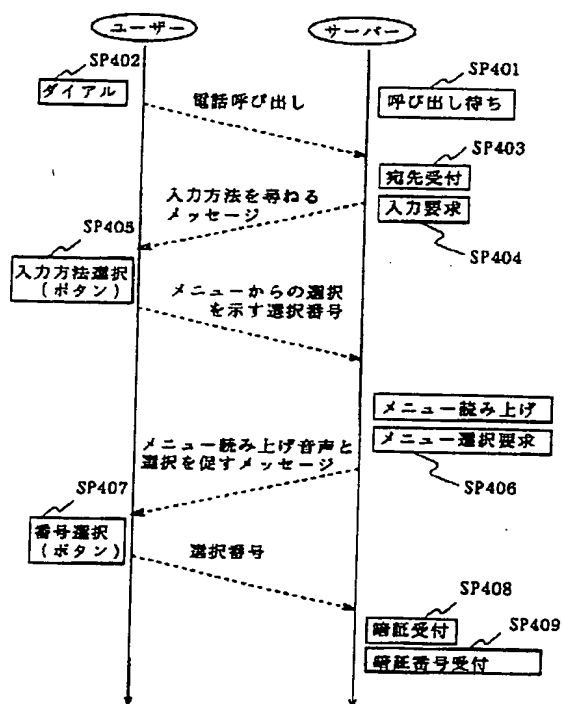 ユーザー
サーバー
SP402
ダイアル
電話呼び出し
SP401
呼び出し待ち
SP403
宛先受付
入力要求
SP404
入力方法を尋ねる
メッセージ
SP405
入力方法選択
(ボタン)
メニューからの選択
を示す選択番号
メニュー読み上げ
メニュー選択要求
SP406
メニュー読み上げ音声と
選択を促すメッセージ
SP407
番号選択
(ボタン)
選択番号
SP408
暗証受付
SP409
暗証番号受付